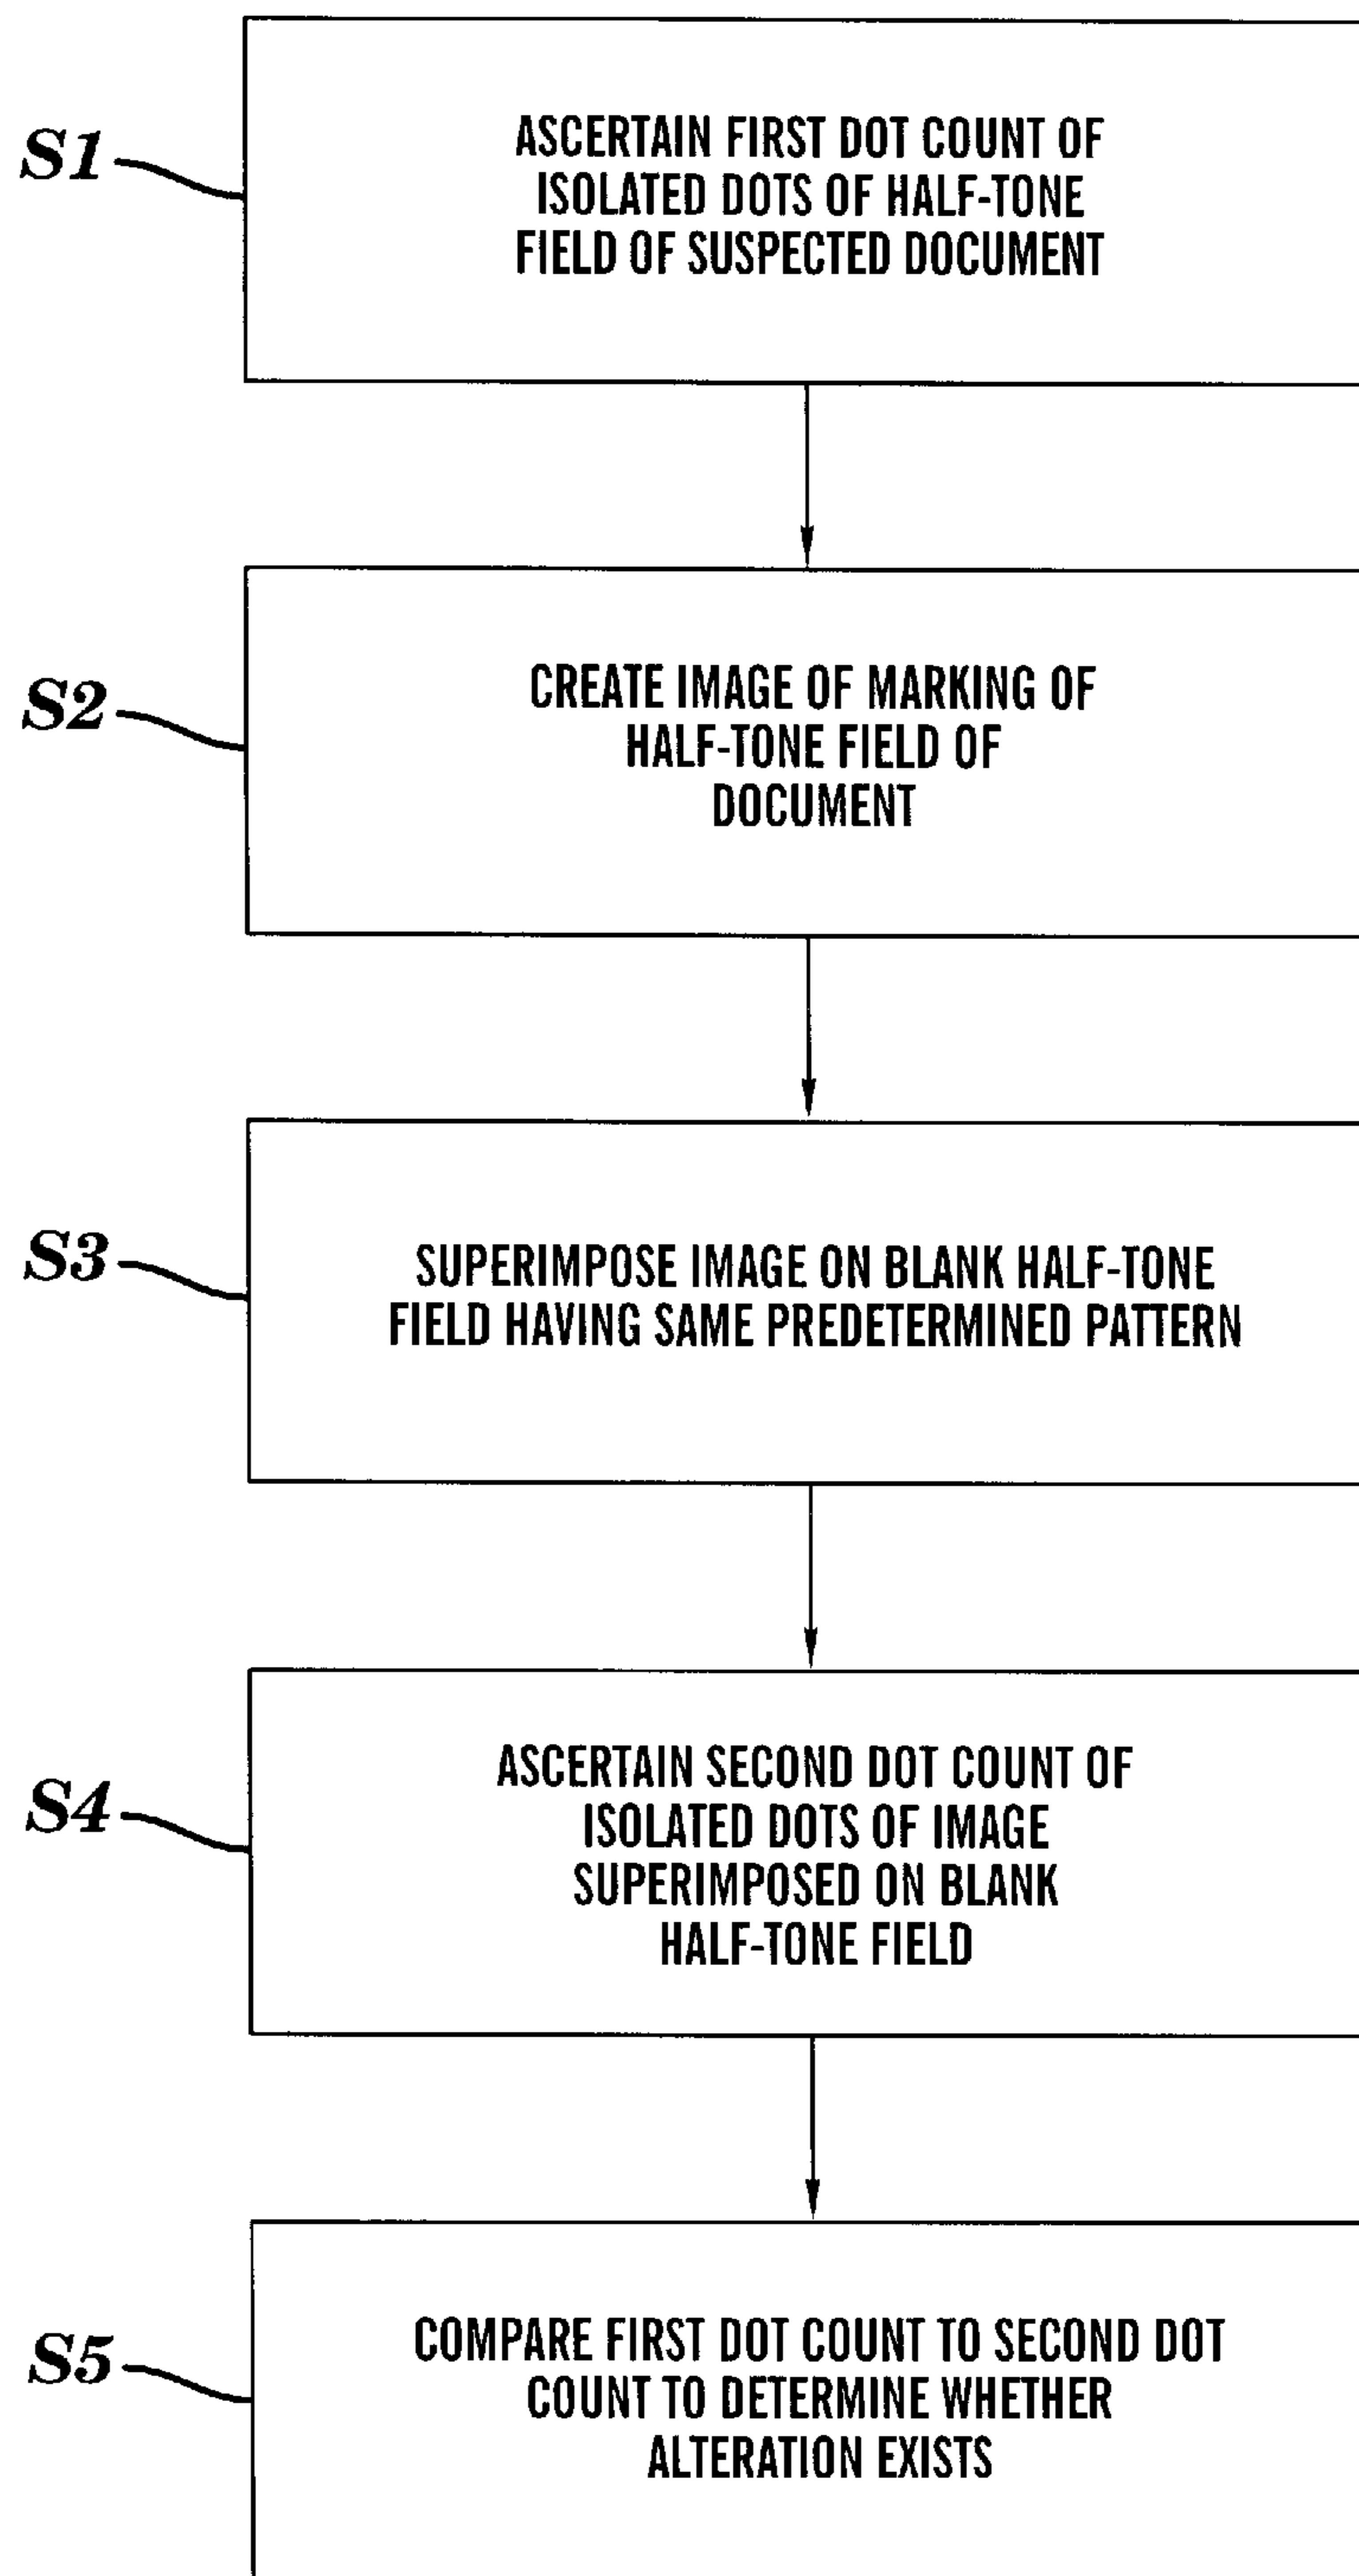 S1
ASCERTAIN FIRST DOT COUNT OF
ISOLATED DOTS OF HALF-TONE
FIELD OF SUSPECTED DOCUMENT
S2
CREATE IMAGE OF MARKING OF
HALF-TONE FIELD OF
DOCUMENT
S3
SUPERIMPOSE IMAGE ON BLANK HALF-TONE
FIELD HAVING SAME PREDETERMINED PATTERN
S4
ASCERTAIN SECOND DOT COUNT OF
ISOLATED DOTS OF IMAGE
SUPERIMPOSED ON BLANK
HALF-TONE FIELD
S5
COMPARE FIRST DOT COUNT TO SECOND DOT
COUNT TO DETERMINE WHETHER
ALTERATION EXISTS